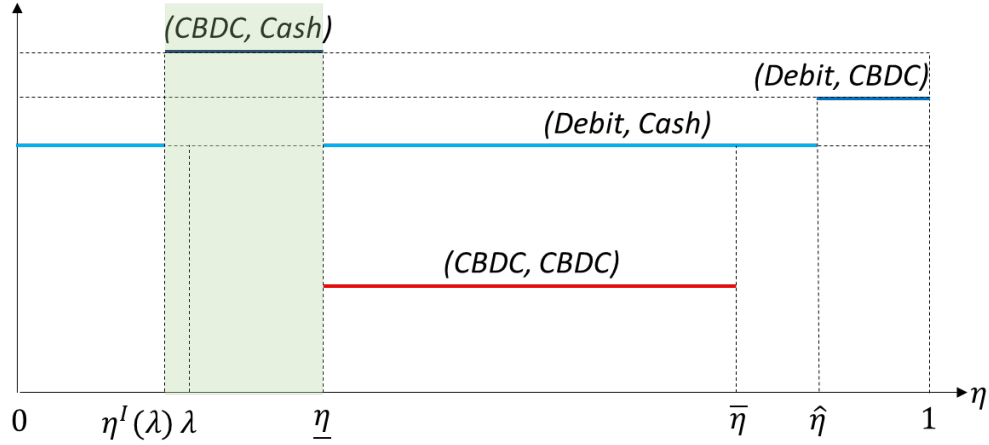 (CBDC, Cash)
(Debit, CBDC)
(Debit, Cash)
(CBDC, CBDC)
0 η^I(λ) λ η̲ η̅ η̂ 1 η